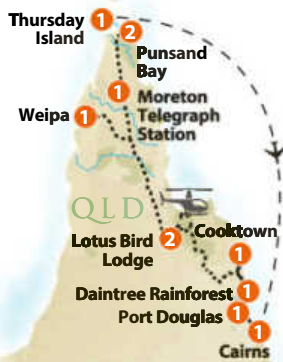 Thursday
Island
1
2
Punsand
Bay
1
Moreton
Telegraph
Station
Weipa
1
QLD
Cooktown
Lotus Bird
Lodge
2
1
Daintree Rainforest
1
Port Douglas
1
1
Cairns